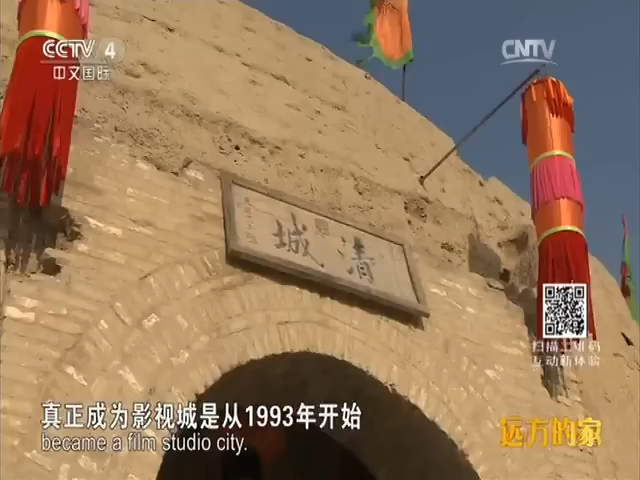 CCTV 4
中文国际
CNTV
清城
扫描二维码
互动新体验
真正成为影视城是从1993年开始
became a film studio city.
远方的家